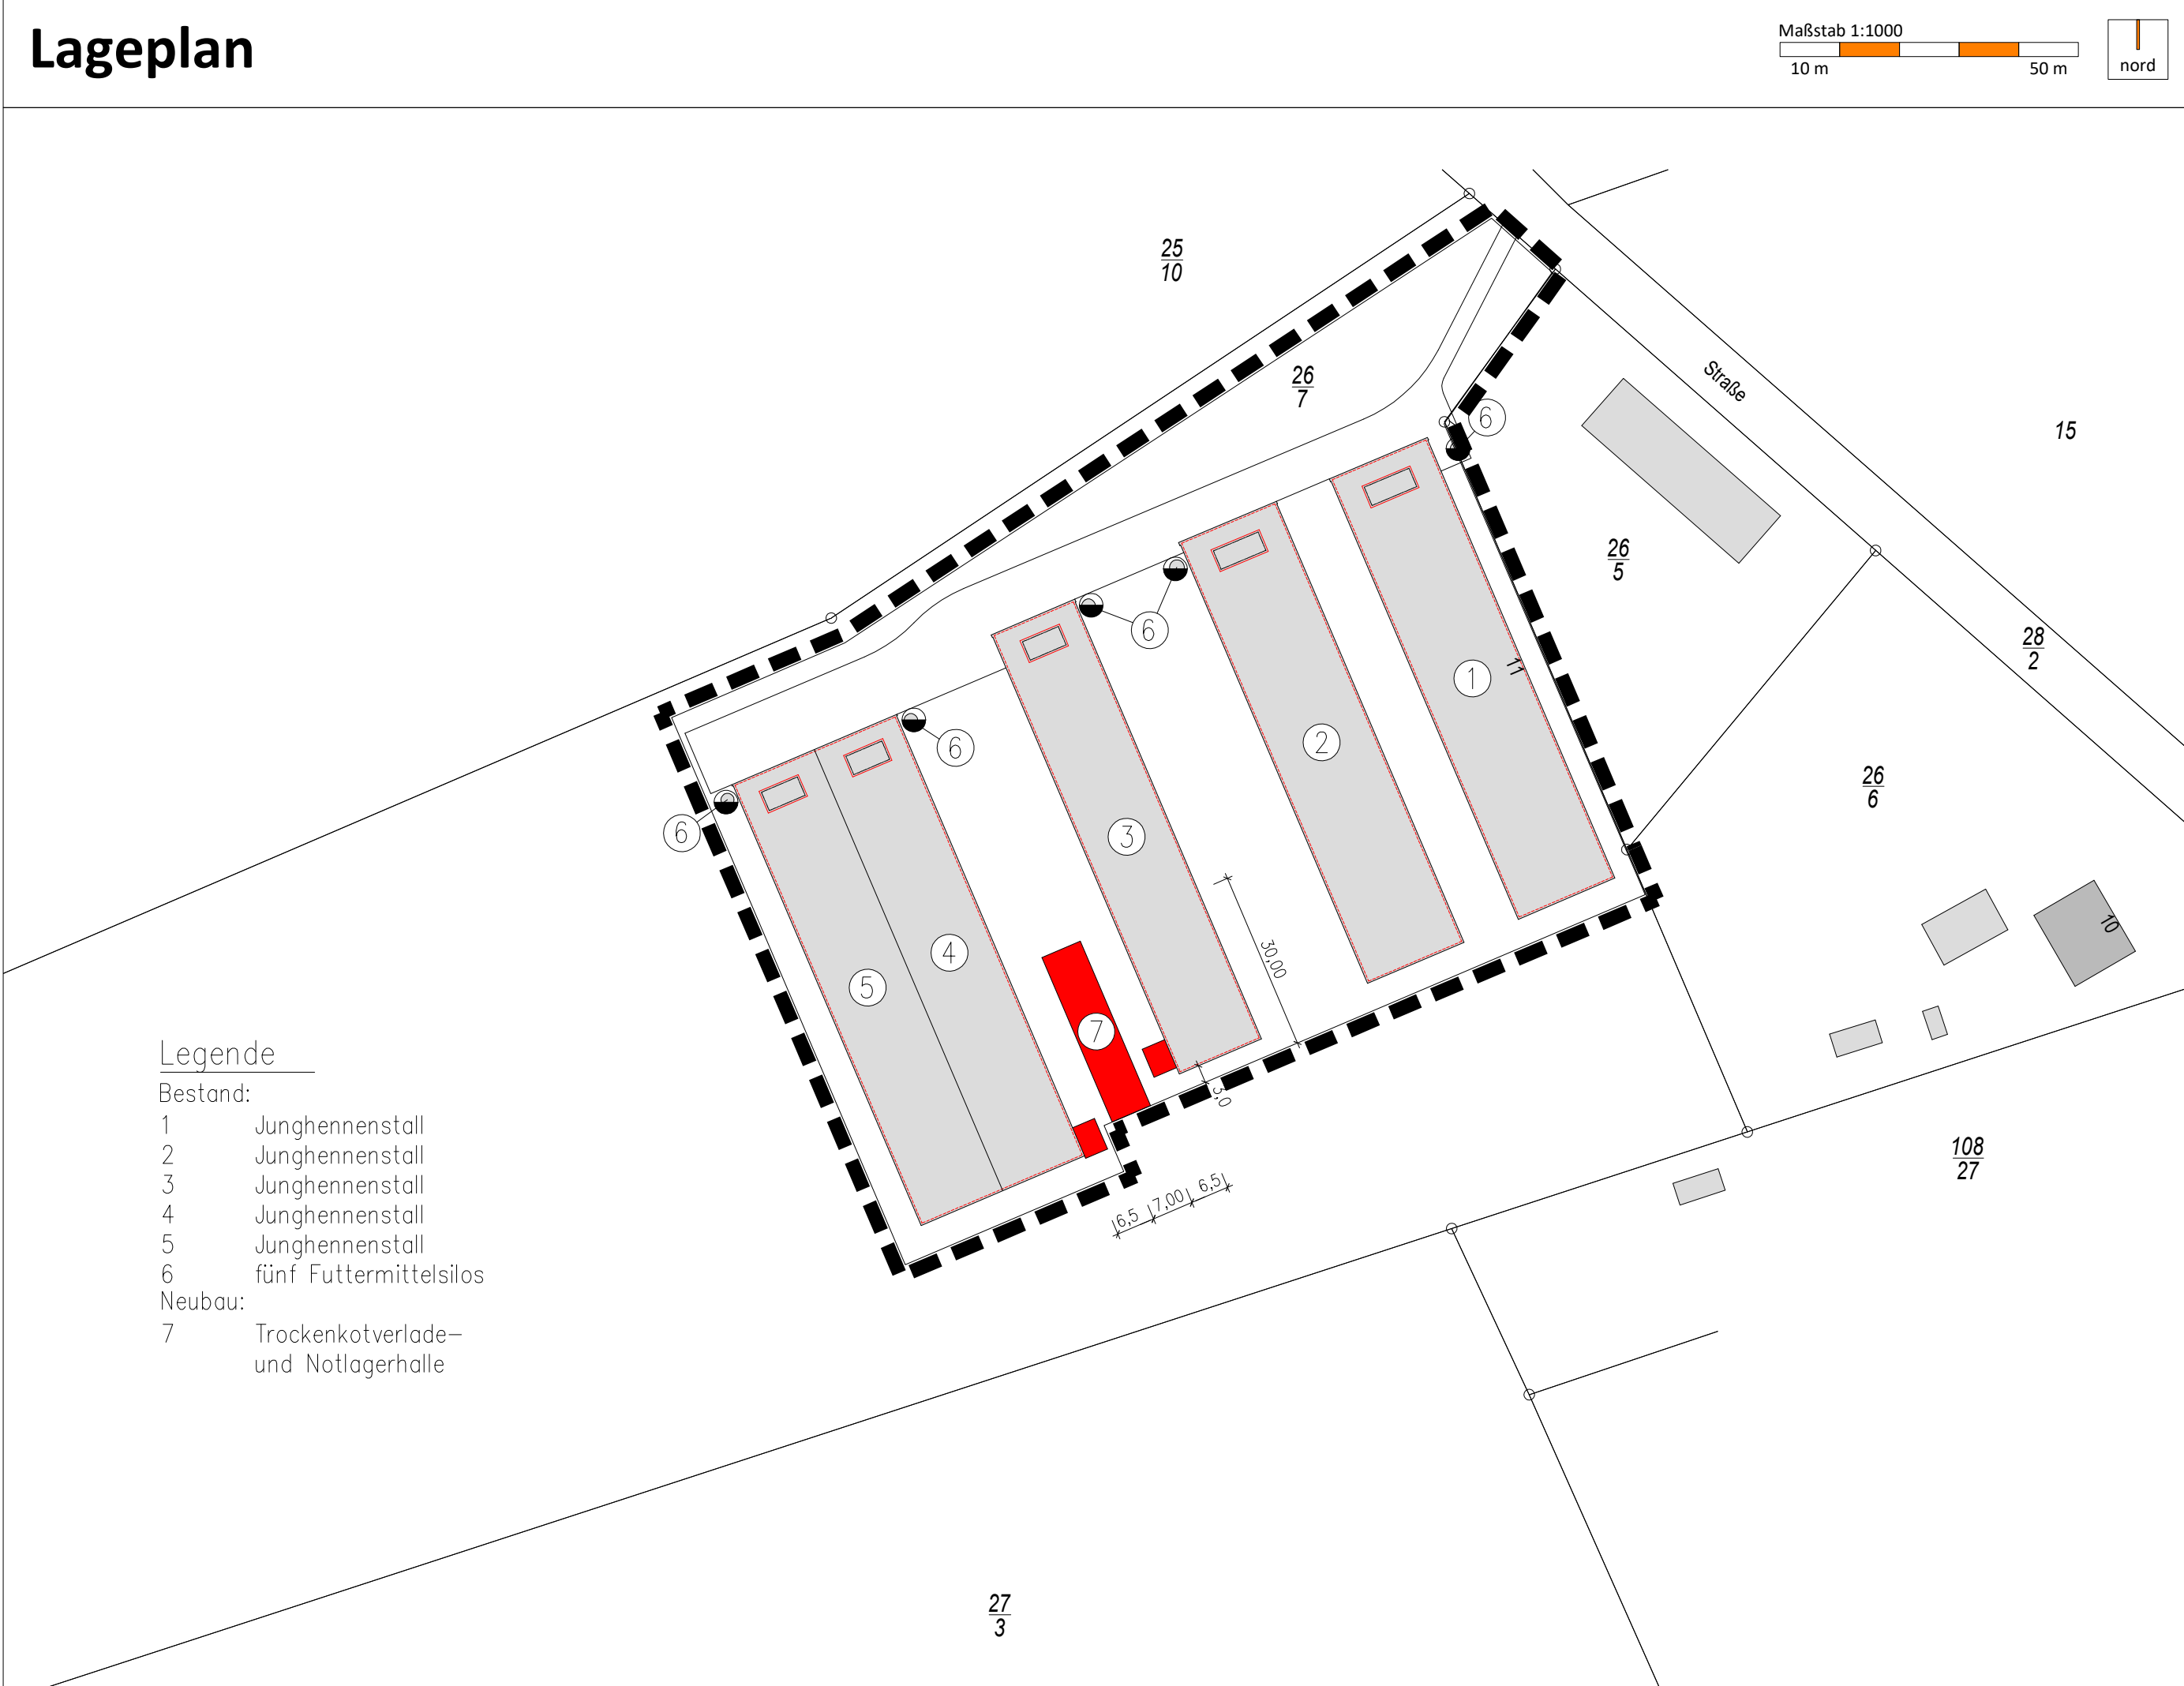 Lageplan
Maßstab 1:1000
10 m 50 m
nord
25
10
26
7
6
Straße
15
26
5
6
1
11
28
2
2
6
26
6
6
3
30,00
10
4
5
7
3,0
108
27
6,5 7,00 6,5
Legende
Bestand:
1 Junghennenstall
2 Junghennenstall
3 Junghennenstall
4 Junghennenstall
5 Junghennenstall
6 fünf Futtermittelsilos
Neubau:
7 Trockenkotverlade-
und Notlagerhalle
27
3